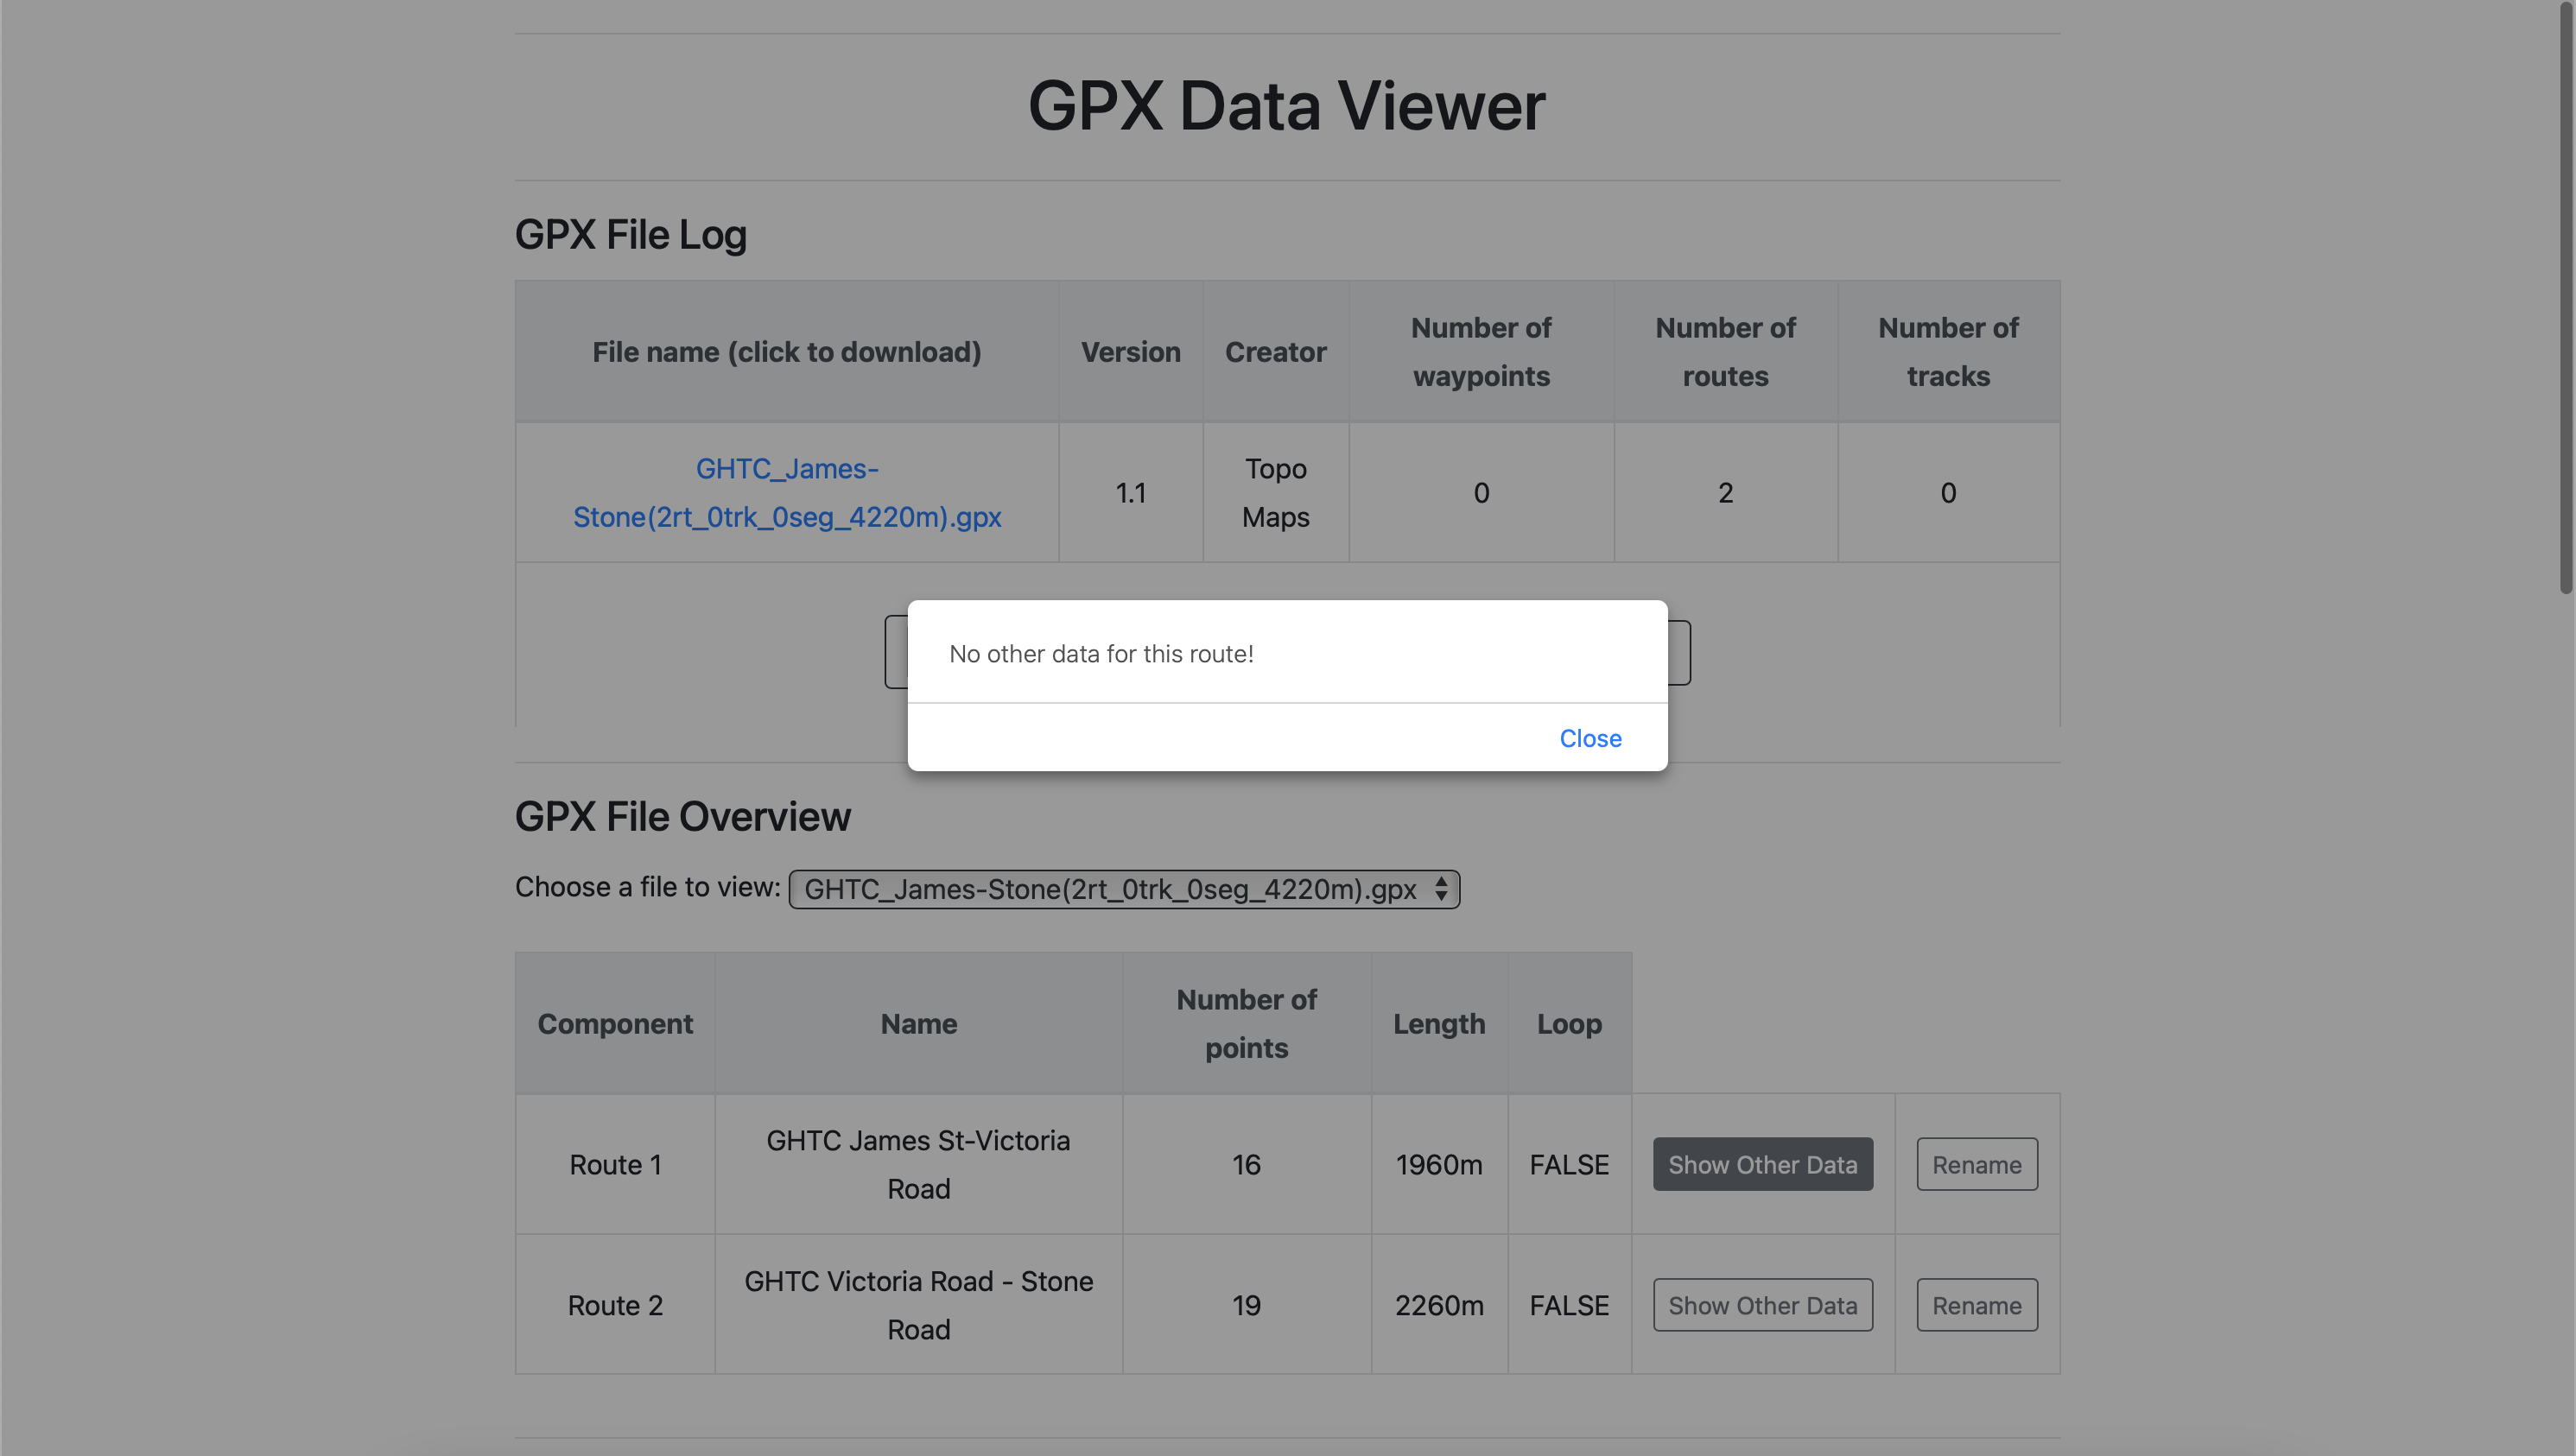 GPX Data Viewer
GPX File Log
File name (click to download)
Version
Creator
Number of
waypoints
Number of
routes
Number of
tracks
GHTC_James-
Stone(2rt_0trk_0seg_4220m).gpx
1.1
Topo
Maps
0
2
0
No other data for this route!
Close
GPX File Overview
Choose a file to view: GHTC_James-Stone(2rt_0trk_0seg_4220m).gpx
Component
Name
Number of
points
Length
Loop
Route 1
GHTC James St-Victoria
Road
16
1960m
FALSE
Show Other Data
Rename
Route 2
GHTC Victoria Road - Stone
Road
19
2260m
FALSE
Show Other Data
Rename